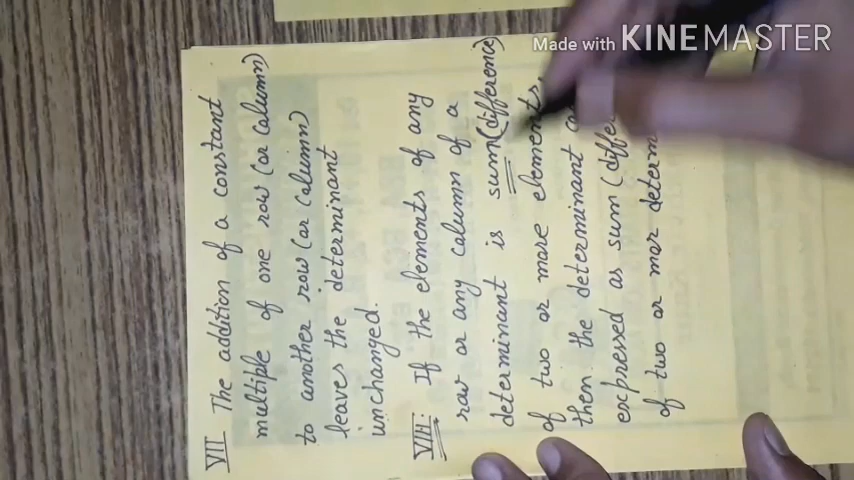 Made with KINEMASTER
VII The addition of a constant
multiple of one row (or column)
to another row (or column)
leaves the determinant
unchanged.
VIII: If the elements of any
row or any column of a
determinant is sum (difference)
of two or more elements,
then the determinant
expressed as sum (
of two or mor